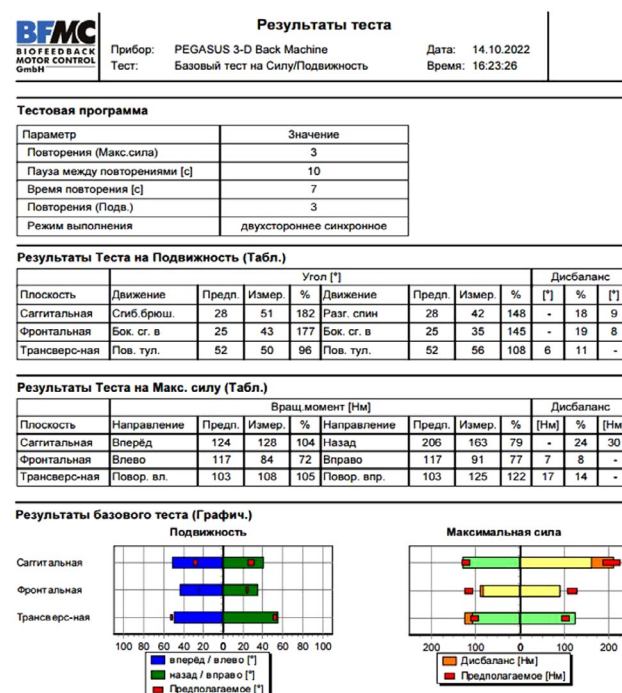 BFMC
BIOFEEDBACK
MOTOR CONTROL
GmbH
Результаты теста
Прибор: PEGASUS 3-D Back Machine Дата: 14.10.2022
Тест: Базовый тест на Силу/Подвижность Время: 16:23:26
Тестовая программа
Параметр Значение
Повторения (Макс.сила) 3
Пауза между повторениями [с] 10
Время повторения [с] 7
Повторения (Подв.) 3
Режим выполнения двухстороннее синхронное
Результаты Теста на Подвижность (Табл.)
Угол [°] Дисбаланс
Плоскость Движение Предп. Измер. % Движение Предп. Измер. % [°] % [°]
Саггитальная Сгиб.брюш. 28 51 182 Разг. спин 28 42 148 - 18 9
Фронтальная Бок. сг. в 25 43 177 Бок. сг. в 25 35 145 - 19 8
Трансверс-ная Пов. тул. 52 50 96 Пов. тул. 52 56 108 6 11 -
Результаты Теста на Макс. силу (Табл.)
Вращ.момент [Нм] Дисбаланс
Плоскость Направление Предп. Измер. % Направление Предп. Измер. % [Нм] % [Нм
Саггитальная Вперёд 124 128 104 Назад 206 163 79 - 24 30
Фронтальная Влево 117 84 72 Вправо 117 91 77 7 8 -
Трансверс-ная Повор. вл. 103 108 105 Повор. впр. 103 125 122 17 14 -
Результаты базового теста (Графич.)
Подвижность Максимальная сила
Саггитальная
Фронтальная
Трансверс-ная
100 80 60 40 20 0 20 40 60 80 100 200 100 0 100 200
вперёд / влево [°] Дисбаланс [Нм]
назад / вправо [°] Предполагаемое [Нм]
Предполагаемое [°]